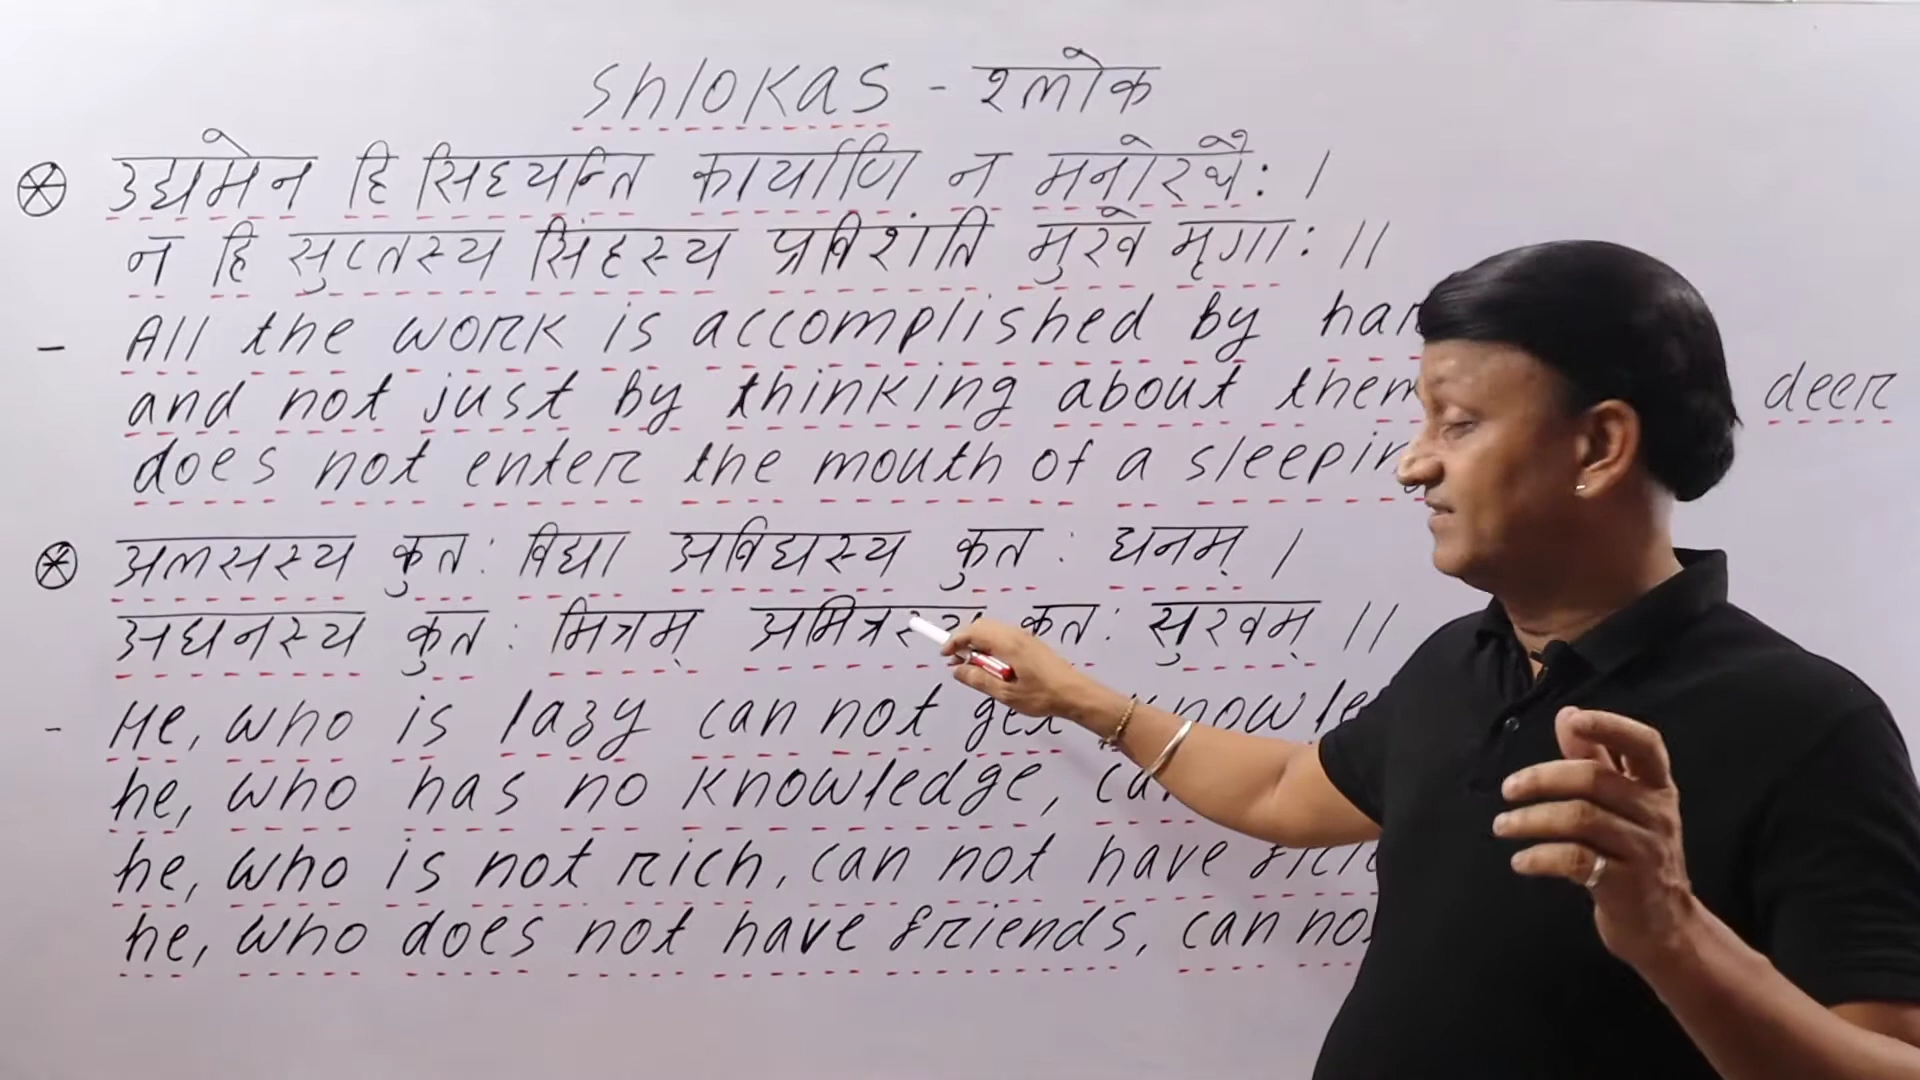 Shlokas - श्लोक
उद्यमेन हि सिद्ध्यन्ति कार्याणि न मनोरथैः ।
न हि सुप्तस्य सिंहस्य प्रविशंति मुखे मृगाः ॥
- All the work is accomplished by
and not just by thinking about deer
does not enter the mouth of a
अलसस्य कुतः विद्या अविद्यस्य कुतः धनम् ।
अधनस्य कुतः मित्रम् अमित्रस्य कुतः सुखम् ॥
- He, who is lazy can not get
he, who has no knowledge,
he, who is not rich, can not have
he, who does not have friends, can